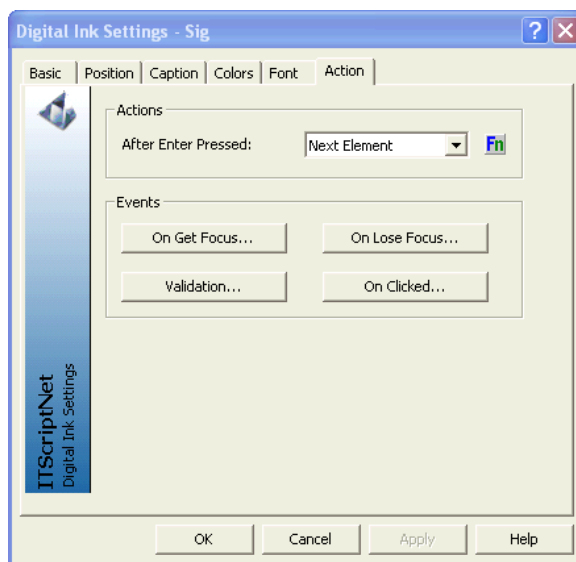 Digital Ink Settings - Sig
Basic Position Caption Colors Font Action
Actions
After Enter Pressed: Next Element Fn
Events
On Get Focus... On Lose Focus...
Validation... On Clicked...
ITScriptNet
Digital Ink Settings
OK Cancel Apply Help